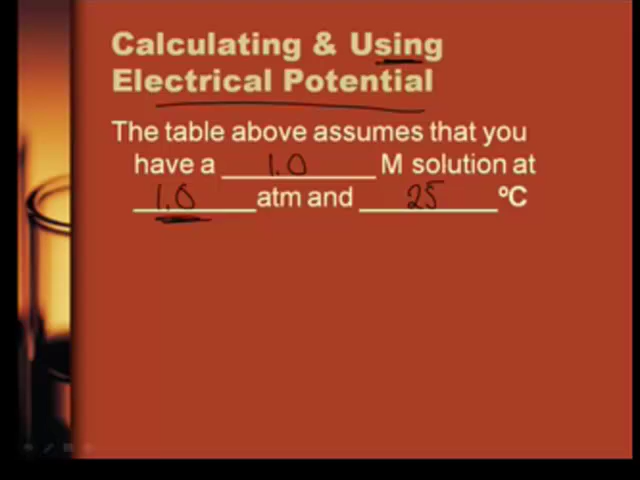 Calculating & Using
Electrical Potential
The table above assumes that you
have a 1.0 M solution at
1.0 atm and 25 ºC